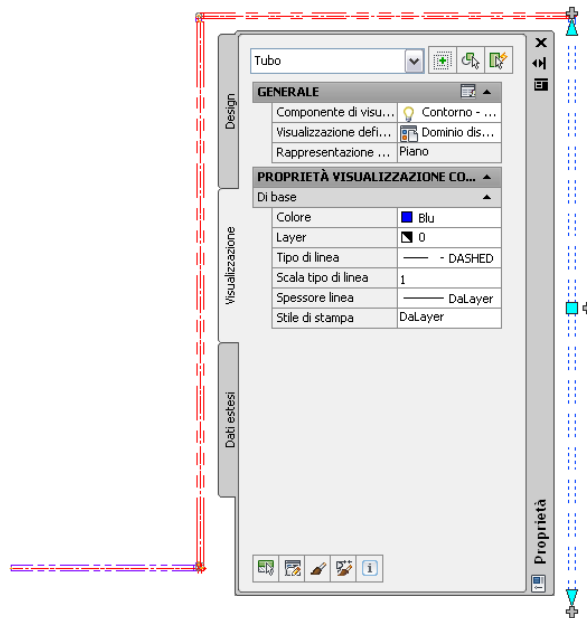 Tubo
GENERALE
Componente di visu... Contorno - ...
Visualizzazione defi... Dominio dis...
Rappresentazione ... Piano
PROPRIETÀ VISUALIZZAZIONE CO...
Di base
Colore Blu
Layer 0
Tipo di linea - DASHED
Scala tipo di linea 1
Spessore linea DaLayer
Stile di stampa DaLayer
Design
Visualizzazione
Dati estesi
Proprietà